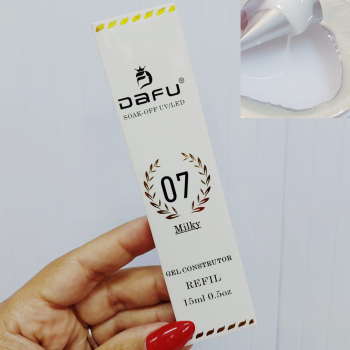 DAFU®
SOAK-OFF UV/LED
07
Milky
GEL CONSTRUTOR
REFIL
15ml 0.5oz